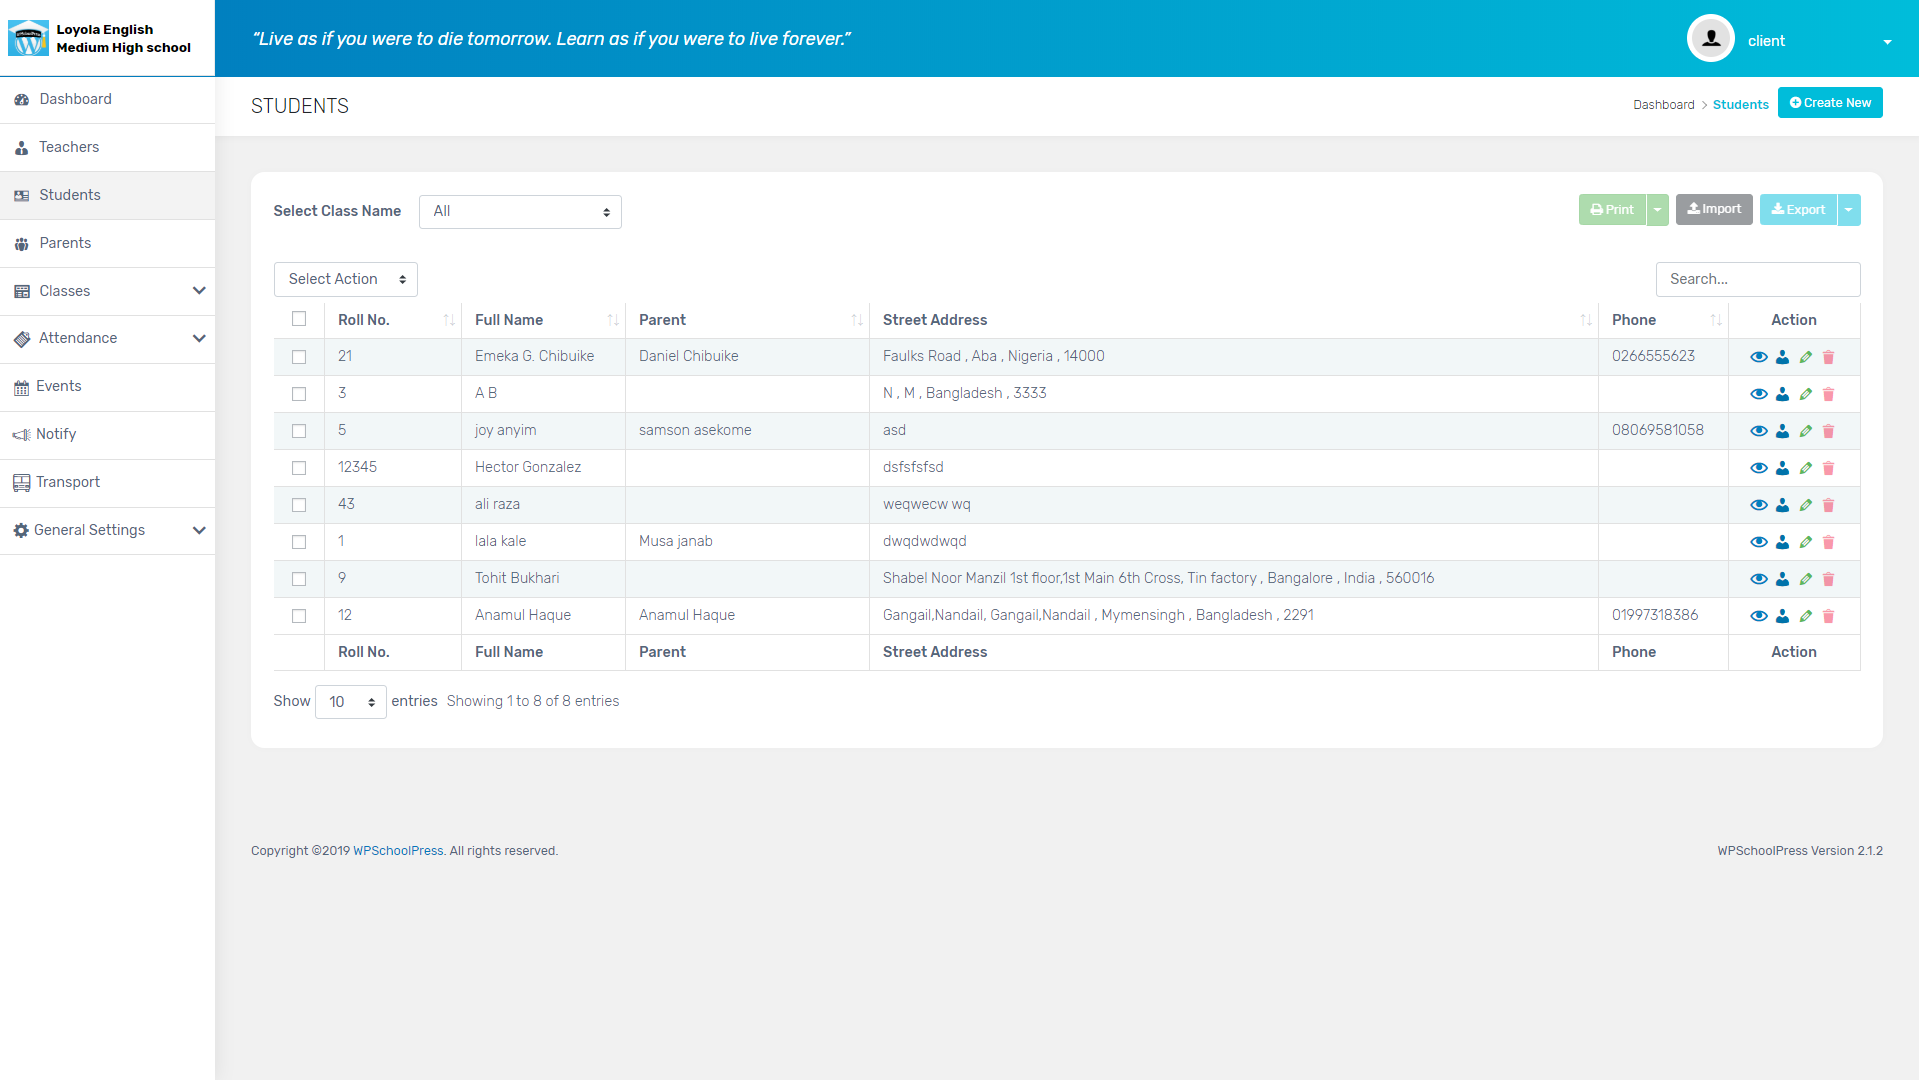 Loyola English
Medium High school
“Live as if you were to die tomorrow. Learn as if you were to live forever.”
client
Dashboard
Teachers
Students
Parents
Classes
Attendance
Events
Notify
Transport
General Settings
STUDENTS
Dashboard > Students Create New
Select Class Name All Print Import Export
Select Action Search...
Roll No. Full Name Parent Street Address Phone Action
21 Emeka G. Chibuike Daniel Chibuike Faulks Road , Aba , Nigeria , 14000 0266555623
3 A B N , M , Bangladesh , 3333
5 joy anyim samson asekome asd 08069581058
12345 Hector Gonzalez dsfsfsfsd
43 ali raza weqwecw wq
1 lala kale Musa janab dwqdwdwqd
9 Tohit Bukhari Shabel Noor Manzil 1st floor,1st Main 6th Cross, Tin factory , Bangalore , India , 560016
12 Anamul Haque Anamul Haque Gangail,Nandail, Gangail,Nandail , Mymensingh , Bangladesh , 2291 01997318386
Roll No. Full Name Parent Street Address Phone Action
Show 10 entries Showing 1 to 8 of 8 entries
Copyright ©2019 WPSchoolPress. All rights reserved. WPSchoolPress Version 2.1.2